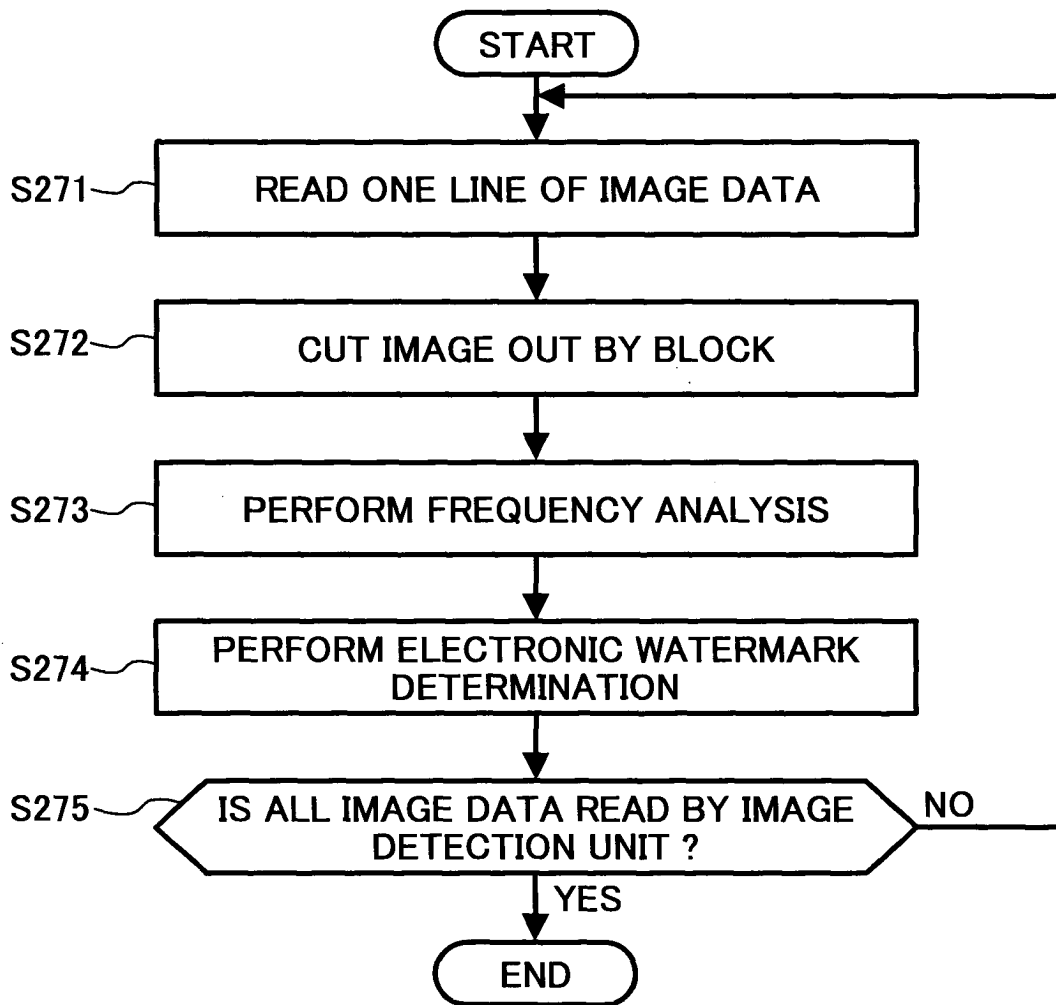 START
S271
READ ONE LINE OF IMAGE DATA
S272
CUT IMAGE OUT BY BLOCK
S273
PERFORM FREQUENCY ANALYSIS
S274
PERFORM ELECTRONIC WATERMARK
DETERMINATION
S275
IS ALL IMAGE DATA READ BY IMAGE
DETECTION UNIT ?
NO
YES
END